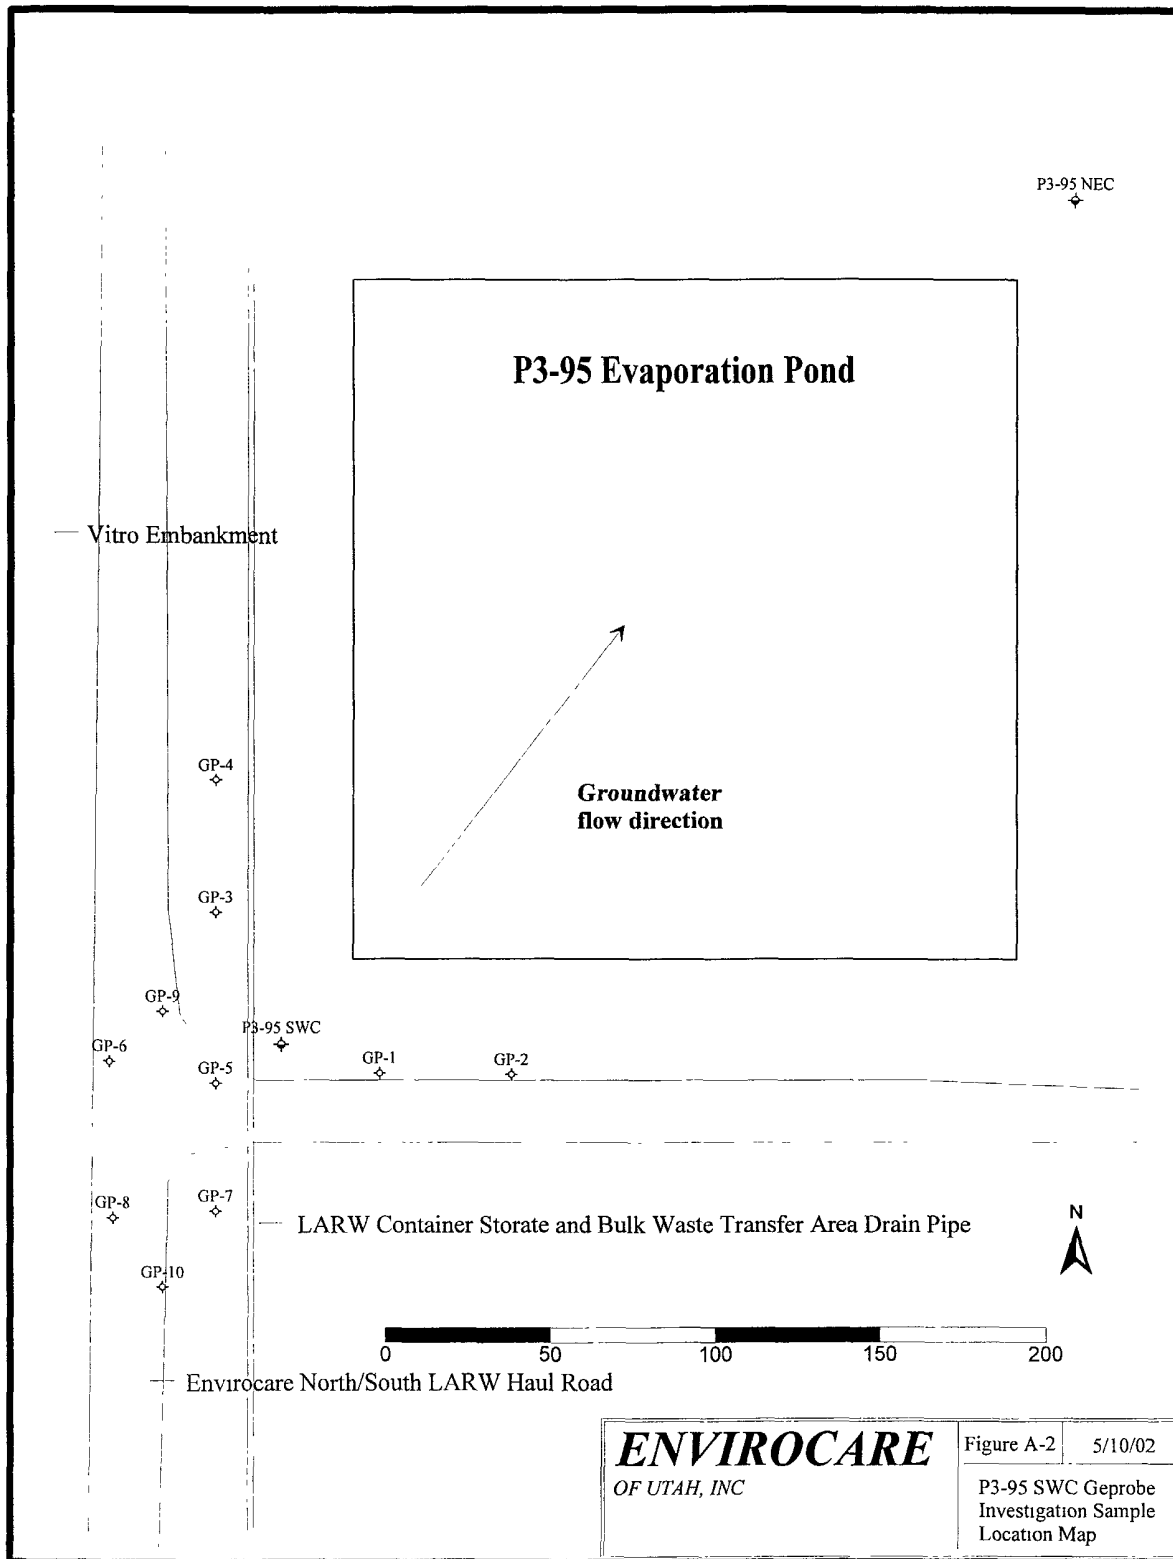 P3-95 NEC
P3-95 Evaporation Pond
Vitro Embankment
GP-4
Groundwater
flow direction
GP-3
GP-9
P3-95 SWC
GP-6
GP-5
GP-1
GP-2
GP-8
GP-7
LARW Container Storate and Bulk Waste Transfer Area Drain Pipe
N
GP-10
0 50 100 150 200
Envirocare North/South LARW Haul Road
ENVIROCARE
OF UTAH, INC
Figure A-2
5/10/02
P3-95 SWC Geprobe
Investigation Sample
Location Map